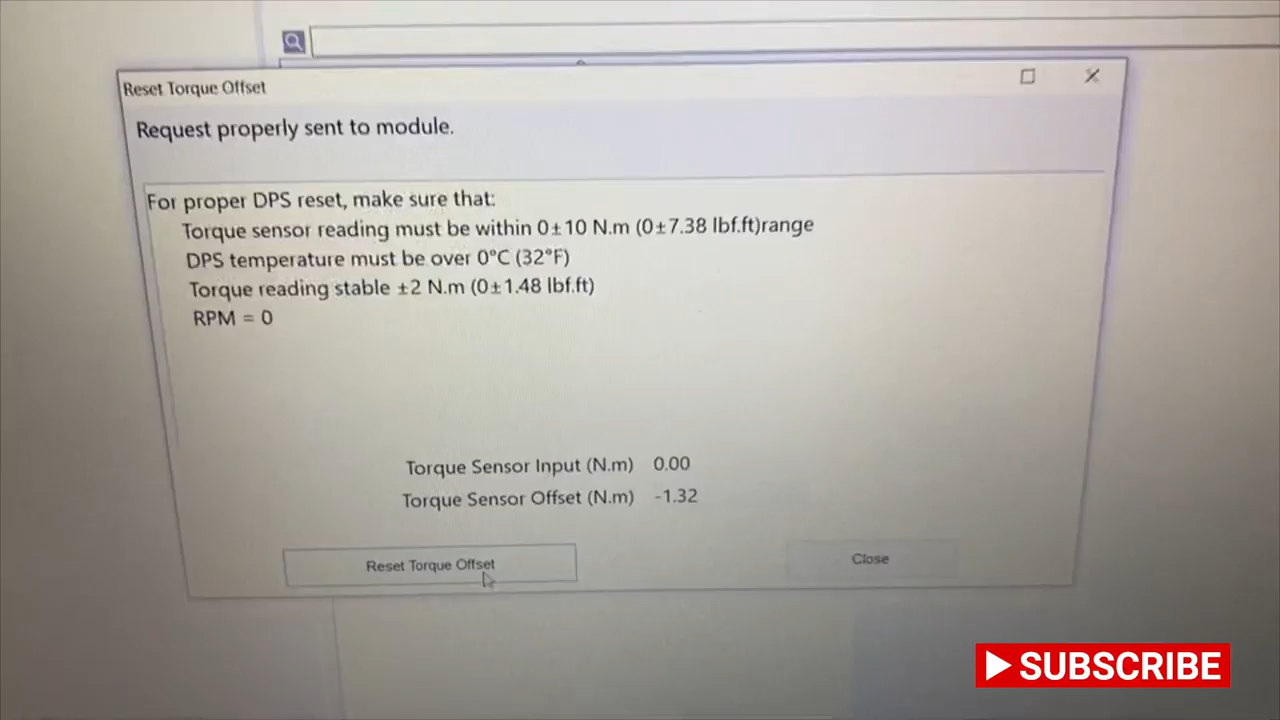 Reset Torque Offset
Request properly sent to module.
For proper DPS reset, make sure that:
Torque sensor reading must be within 0±10 N.m (0±7.38 lbf.ft)range
DPS temperature must be over 0°C (32°F)
Torque reading stable ±2 N.m (0±1.48 lbf.ft)
RPM = 0
Torque Sensor Input (N.m) 0.00
Torque Sensor Offset (N.m) -1.32
Reset Torque Offset Close
SUBSCRIBE